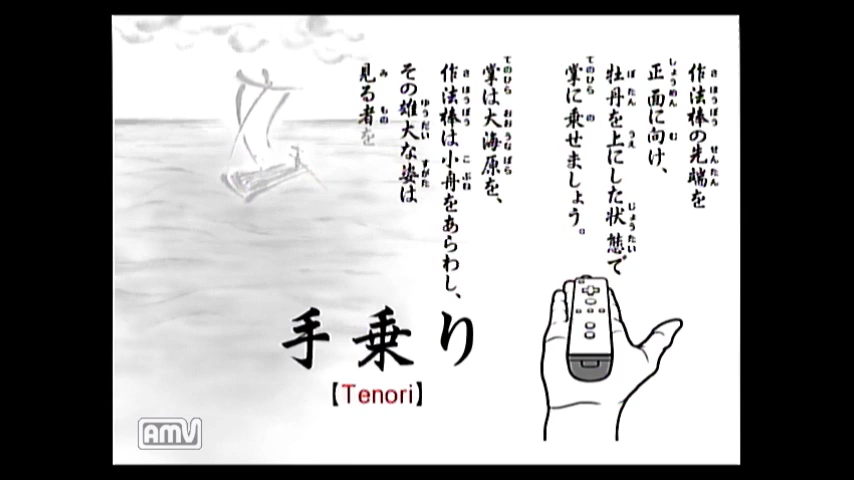 作法棒の先端を
正面に向け、
牡丹を上にした状態で
掌に乗せましょう。
掌は大海原を、
作法棒は小舟をあらわし、
その雄大な姿は
見る者を
手乗り
【Tenori】
AMV